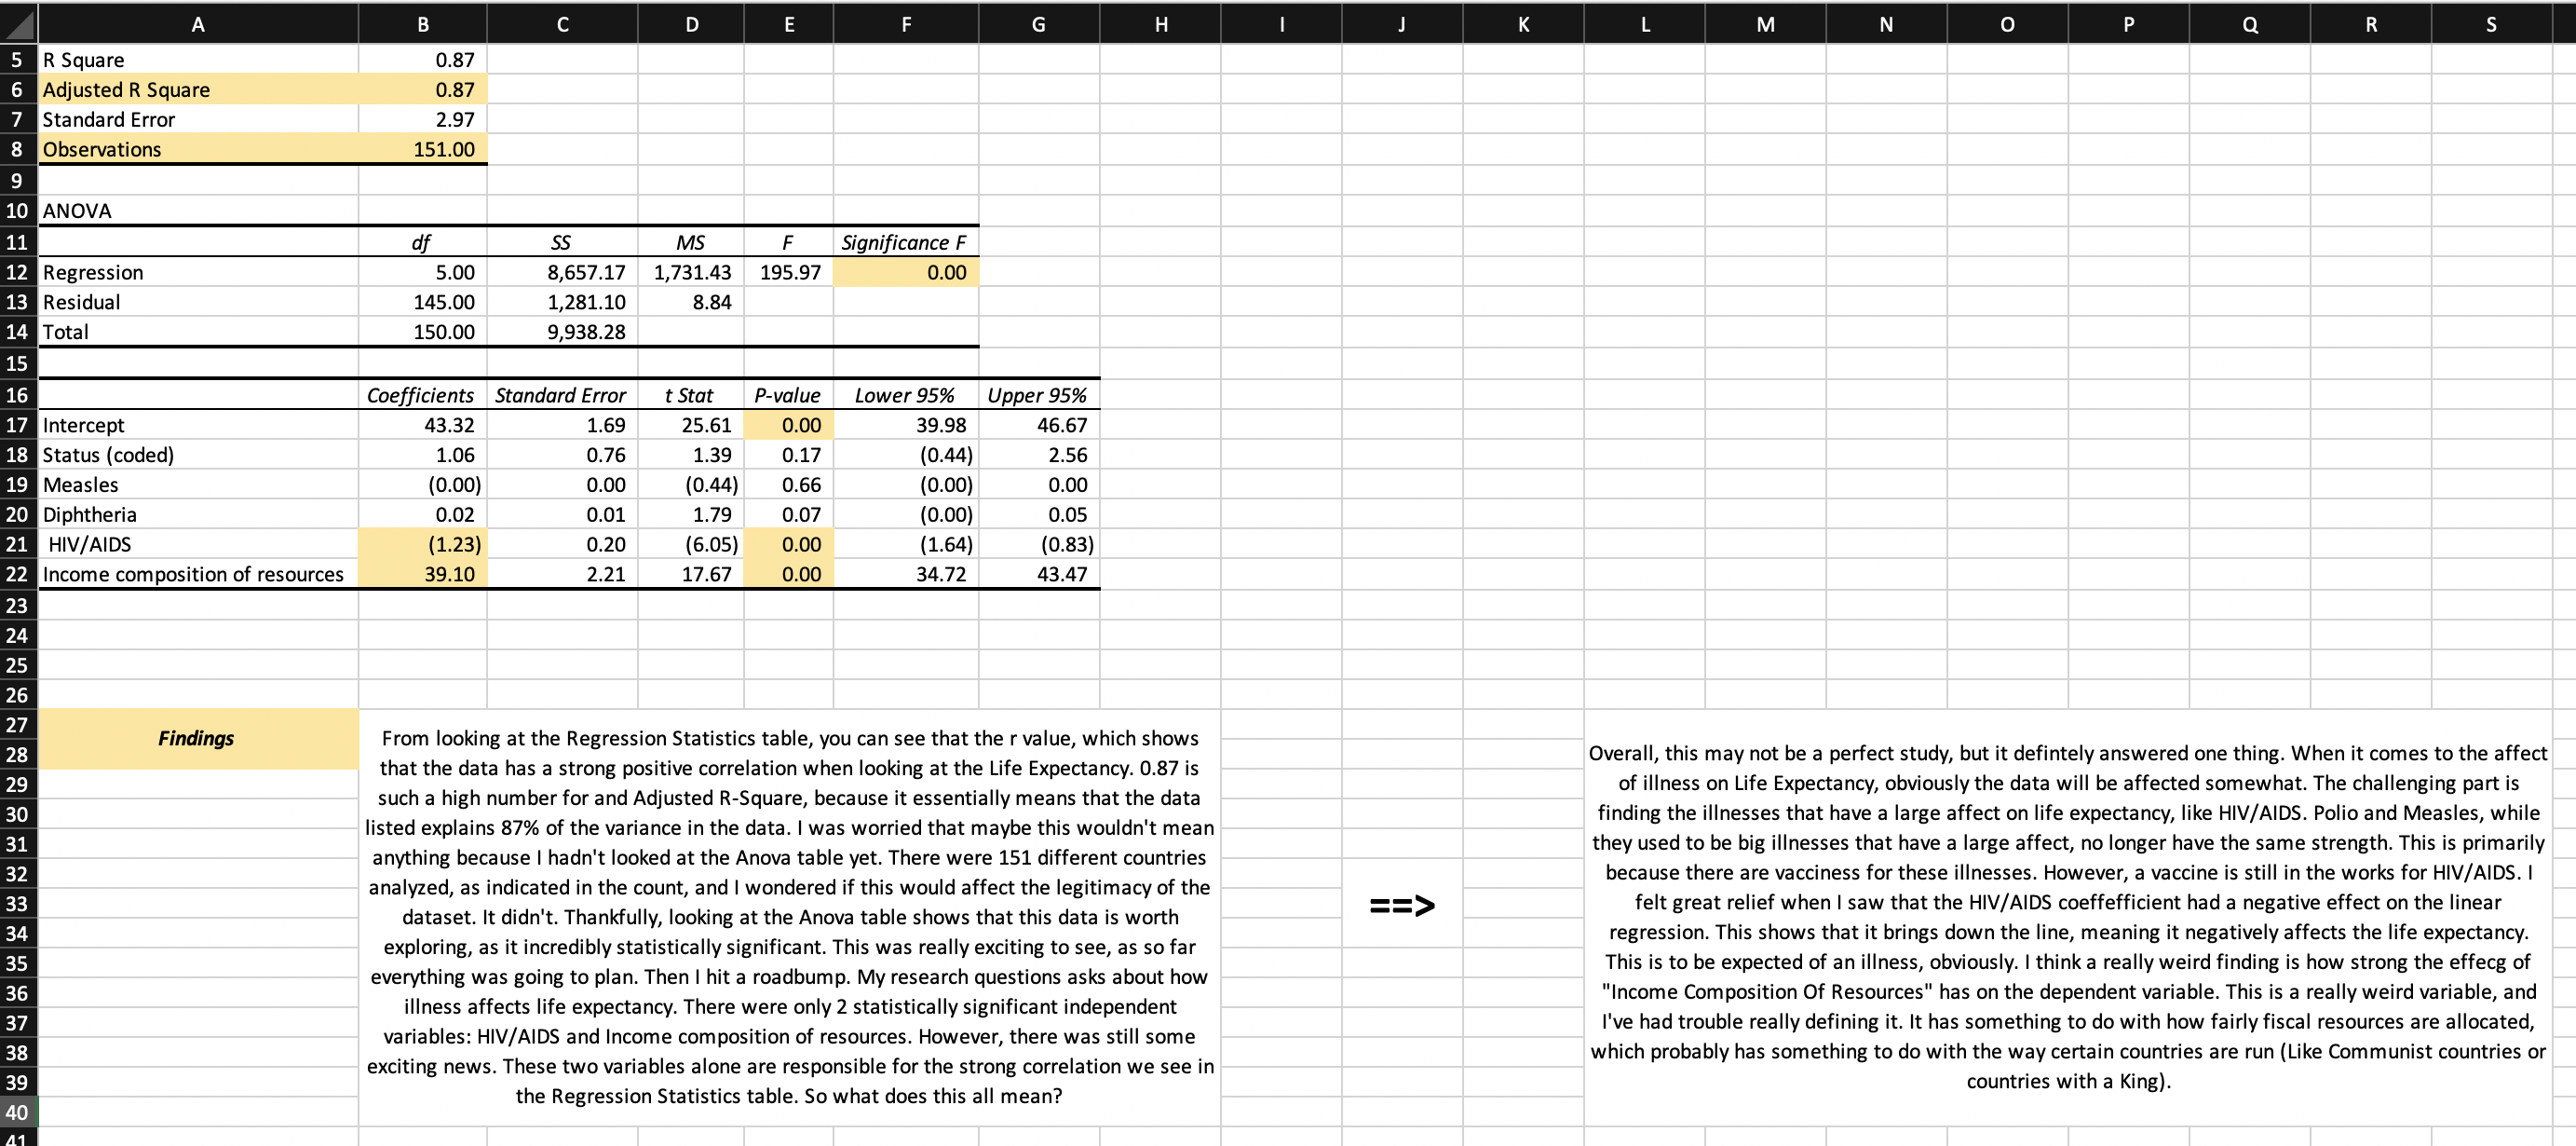 A B C D E F G H I J K L M N O P Q R S
5 R Square 0.87
6 Adjusted R Square 0.87
7 Standard Error 2.97
8 Observations 151.00
9
10 ANOVA
11 df SS MS F Significance F
12 Regression 5.00 8,657.17 1,731.43 195.97 0.00
13 Residual 145.00 1,281.10 8.84
14 Total 150.00 9,938.28
15
16 Coefficients Standard Error t Stat P-value Lower 95% Upper 95%
17 Intercept 43.32 1.69 25.61 0.00 39.98 46.67
18 Status (coded) 1.06 0.76 1.39 0.17 (0.44) 2.56
19 Measles (0.00) 0.00 (0.44) 0.66 (0.00) 0.00
20 Diphtheria 0.02 0.01 1.79 0.07 (0.00) 0.05
21 HIV/AIDS (1.23) 0.20 (6.05) 0.00 (1.64) (0.83)
22 Income composition of resources 39.10 2.21 17.67 0.00 34.72 43.47
23
24
25
26
27
28
29
30
31
32
33
34
35
36
37
38
39
40
41
Findings
From looking at the Regression Statistics table, you can see that the r value, which shows
that the data has a strong positive correlation when looking at the Life Expectancy. 0.87 is
such a high number for and Adjusted R-Square, because it essentially means that the data
listed explains 87% of the variance in the data. I was worried that maybe this wouldn't mean
anything because I hadn't looked at the Anova table yet. There were 151 different countries
analyzed, as indicated in the count, and I wondered if this would affect the legitimacy of the
dataset. It didn't. Thankfully, looking at the Anova table shows that this data is worth
exploring, as it incredibly statistically significant. This was really exciting to see, as so far
everything was going to plan. Then I hit a roadbump. My research questions asks about how
illness affects life expectancy. There were only 2 statistically significant independent
variables: HIV/AIDS and Income composition of resources. However, there was still some
exciting news. These two variables alone are responsible for the strong correlation we see in
the Regression Statistics table. So what does this all mean?
==>
Overall, this may not be a perfect study, but it defintely answered one thing. When it comes to the affect
of illness on Life Expectancy, obviously the data will be affected somewhat. The challenging part is
finding the illnesses that have a large affect on life expectancy, like HIV/AIDS. Polio and Measles, while
they used to be big illnesses that have a large affect, no longer have the same strength. This is primarily
because there are vacciness for these illnesses. However, a vaccine is still in the works for HIV/AIDS. I
felt great relief when I saw that the HIV/AIDS coeffefficient had a negative effect on the linear
regression. This shows that it brings down the line, meaning it negatively affects the life expectancy.
This is to be expected of an illness, obviously. I think a really weird finding is how strong the effecg of
"Income Composition Of Resources" has on the dependent variable. This is a really weird variable, and
I've had trouble really defining it. It has something to do with how fairly fiscal resources are allocated,
which probably has something to do with the way certain countries are run (Like Communist countries or
countries with a King).